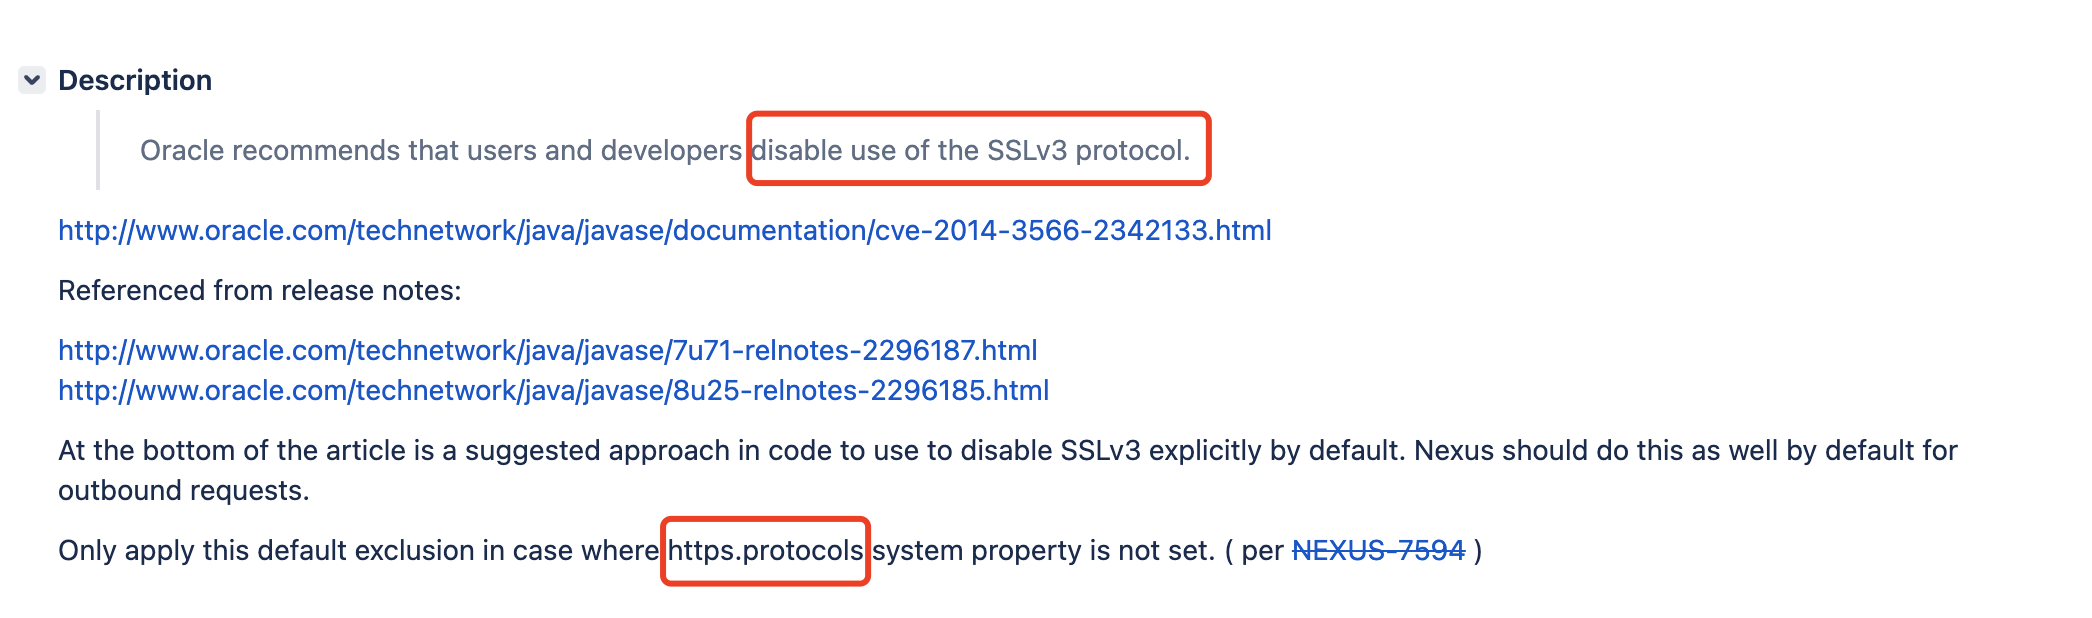 Description
Oracle recommends that users and developers disable use of the SSLv3 protocol.
http://www.oracle.com/technetwork/java/javase/documentation/cve-2014-3566-2342133.html
Referenced from release notes:
http://www.oracle.com/technetwork/java/javase/7u71-relnotes-2296187.html
http://www.oracle.com/technetwork/java/javase/8u25-relnotes-2296185.html
At the bottom of the article is a suggested approach in code to use to disable SSLv3 explicitly by default. Nexus should do this as well by default for
outbound requests.
Only apply this default exclusion in case where https.protocols system property is not set. ( per NEXUS-7594 )